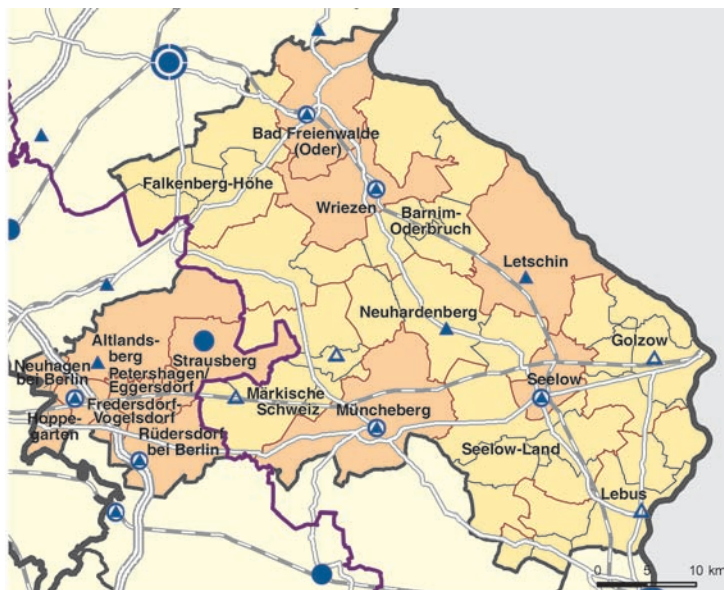 Bad Freienwalde
(Oder)
Falkenberg-Höhe
Wriezen
Barnim-
Oderbruch
Letschin
Neuhardenberg
Altlands-
berg
Golzow
Strausberg
Petershagen/
Eggersdorf
Neuhagen
bei Berlin
Seelow
Märkische
Schweiz
Fredersdorf-
Vogelsdorf
Hoppe-
garten
Müncheberg
Rüdersdorf
bei Berlin
Seelow-Land
Lebus
0 5 10 km